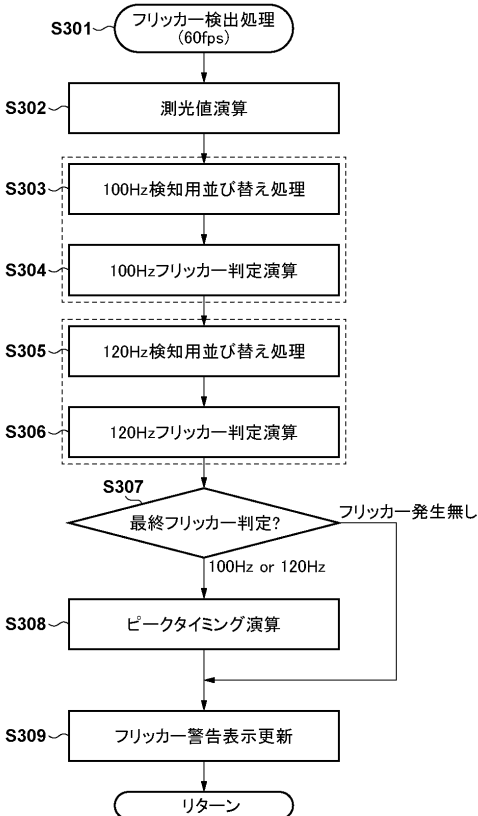 S301
フリッカー検出処理
(60fps)
S302
測光値演算
S303
100Hz検知用並び替え処理
S304
100Hzフリッカー判定演算
S305
120Hz検知用並び替え処理
S306
120Hzフリッカー判定演算
S307
最終フリッカー判定?
フリッカー発生無し
100Hz or 120Hz
S308
ピークタイミング演算
S309
フリッカー警告表示更新
リターン